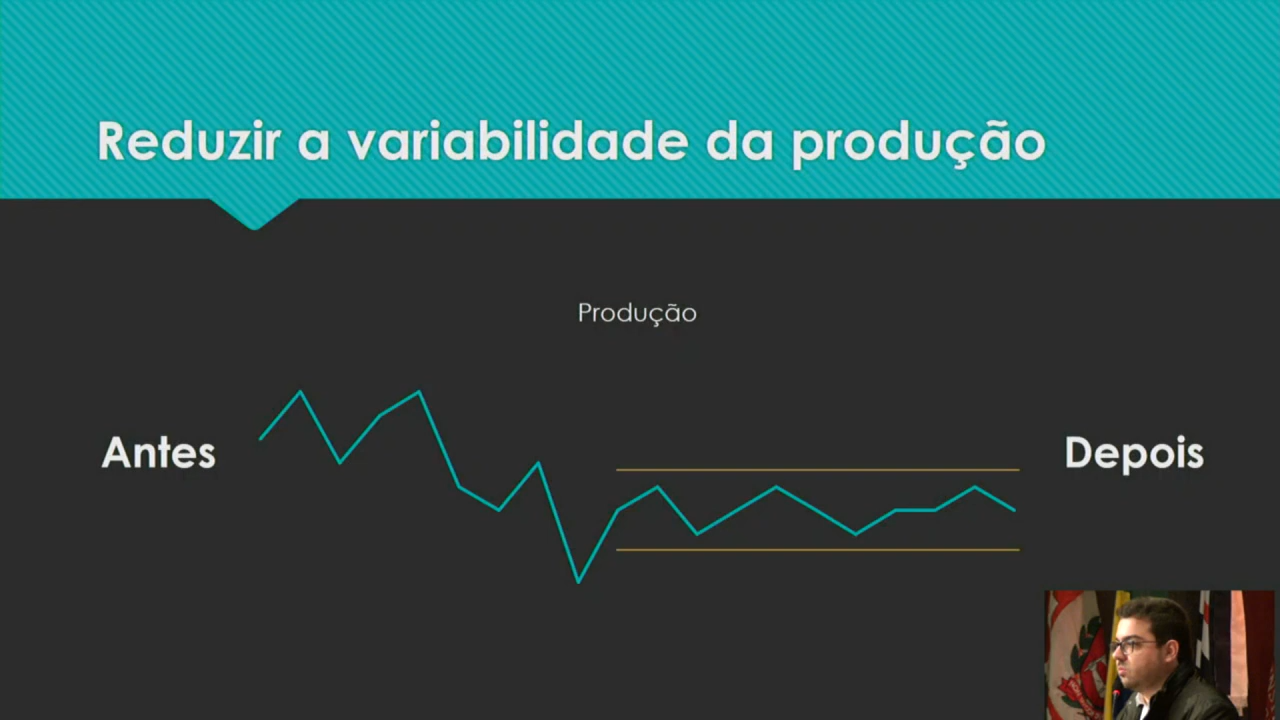 Reduzir a variabilidade da produção
Produção
Antes
Depois